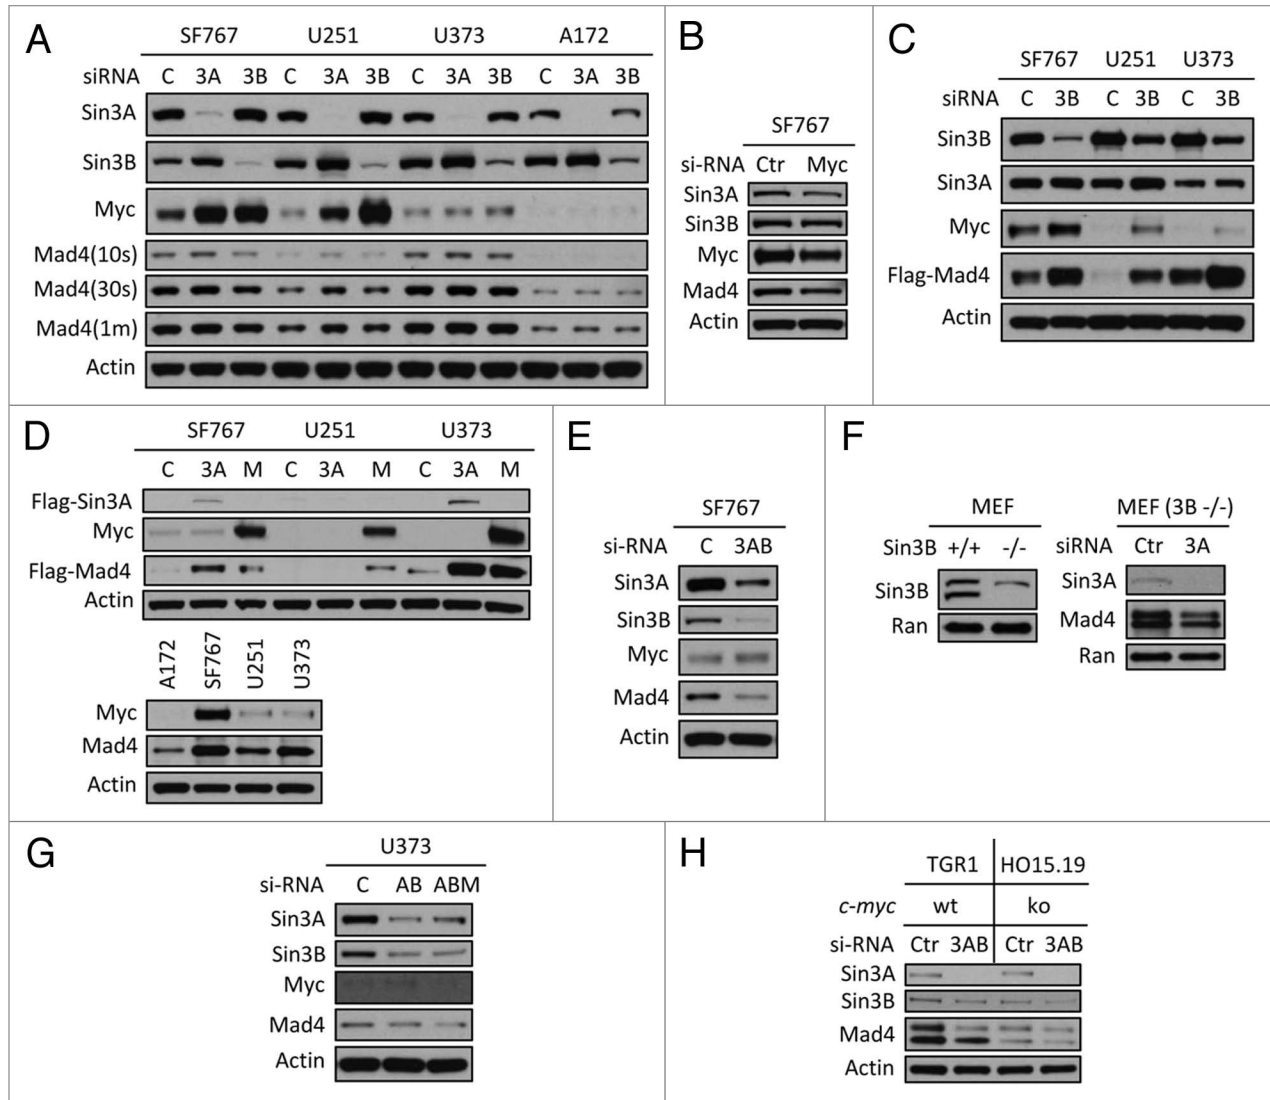 A
SF767 U251 U373 A172
siRNA C 3A 3B C 3A 3B C 3A 3B C 3A 3B
Sin3A
Sin3B
Myc
Mad4(10s)
Mad4(30s)
Mad4(1m)
Actin
B
SF767
si-RNA Ctr Myc
Sin3A
Sin3B
Myc
Mad4
Actin
C
SF767 U251 U373
siRNA C 3B C 3B C 3B
Sin3B
Sin3A
Myc
Flag-Mad4
Actin
D
SF767 U251 U373
C 3A M C 3A M C 3A M
Flag-Sin3A
Myc
Flag-Mad4
Actin
A172 SF767 U251 U373
Myc
Mad4
Actin
E
SF767
si-RNA C 3AB
Sin3A
Sin3B
Myc
Mad4
Actin
F
MEF
Sin3B +/+ -/-
Sin3B
Ran
MEF (3B -/-)
siRNA Ctr 3A
Sin3A
Mad4
Ran
G
U373
si-RNA C AB ABM
Sin3A
Sin3B
Myc
Mad4
Actin
H
TGR1 HO15.19
c-myc wt ko
si-RNA Ctr 3AB Ctr 3AB
Sin3A
Sin3B
Mad4
Actin